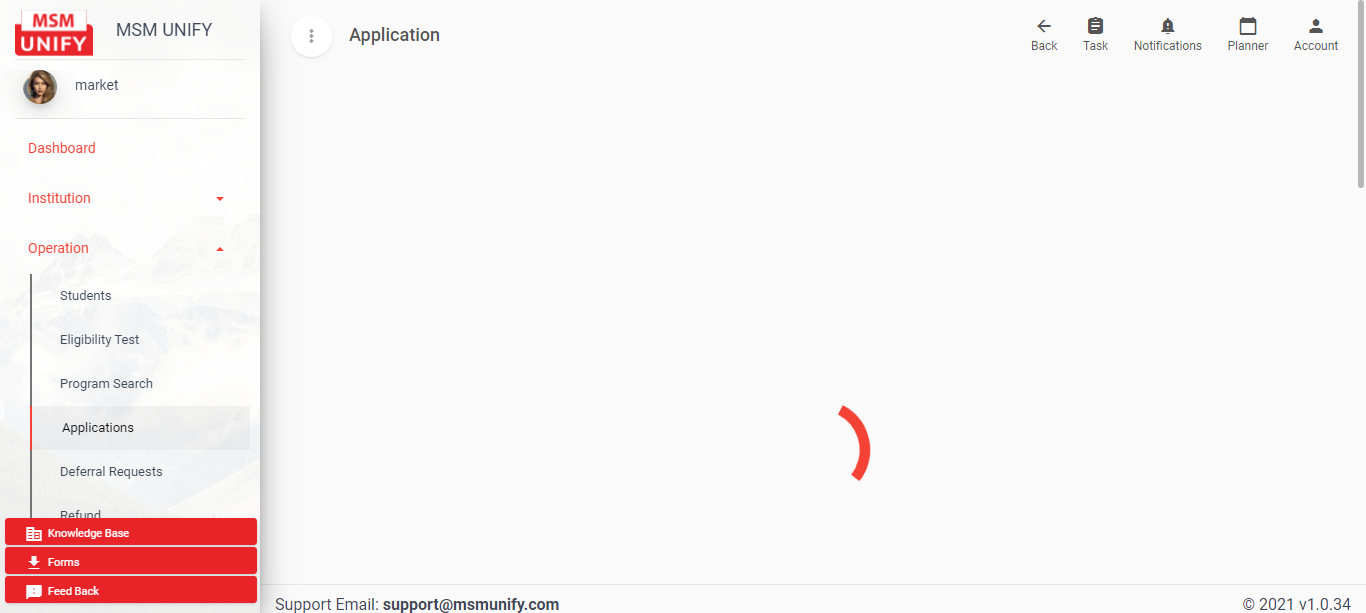 MSM
UNIFY
MSM UNIFY
market
Dashboard
Institution
Operation
Students
Eligibility Test
Program Search
Applications
Deferral Requests
Refund
Knowledge Base
Forms
Feed Back
Application
Back
Task
Notifications
Planner
Account
Support Email: support@msmunify.com
© 2021 v1.0.34